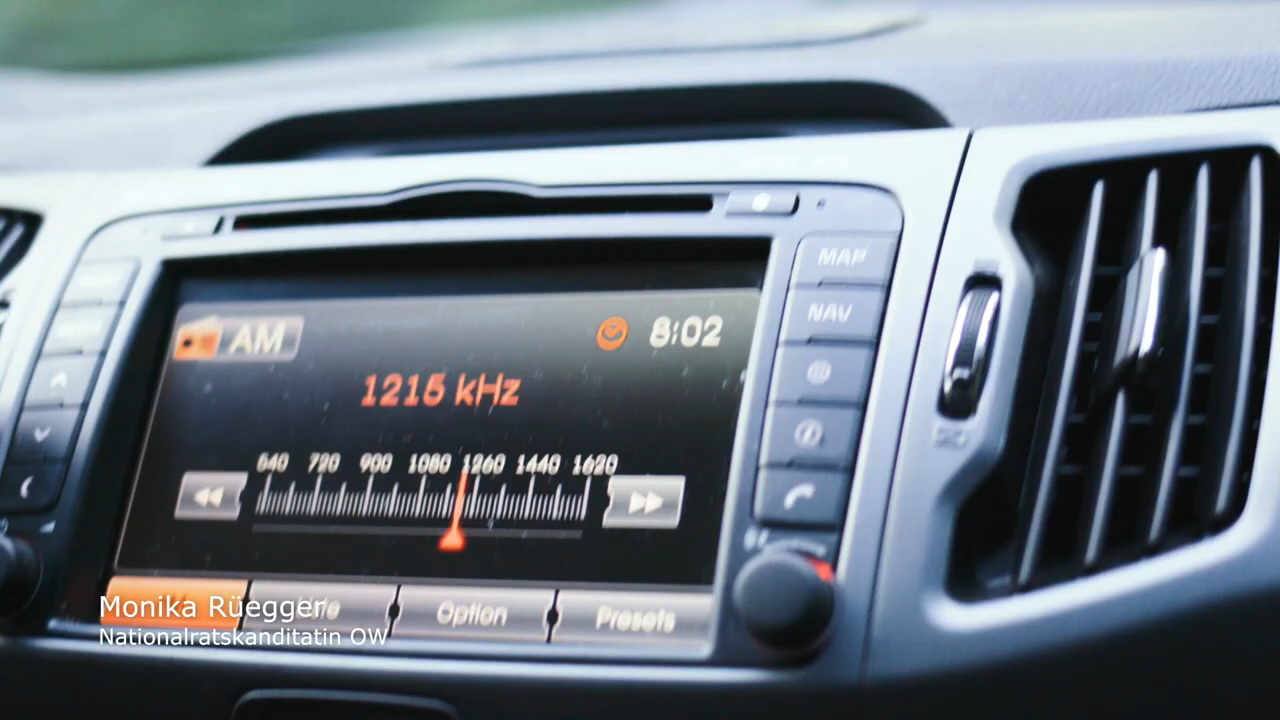 MAP
AM
8:02
NAV
1215 kHz
540 720 900 1080 1260 1440 1620
Option
Presets
Monika Rüegger
Nationalratskanditatin OW